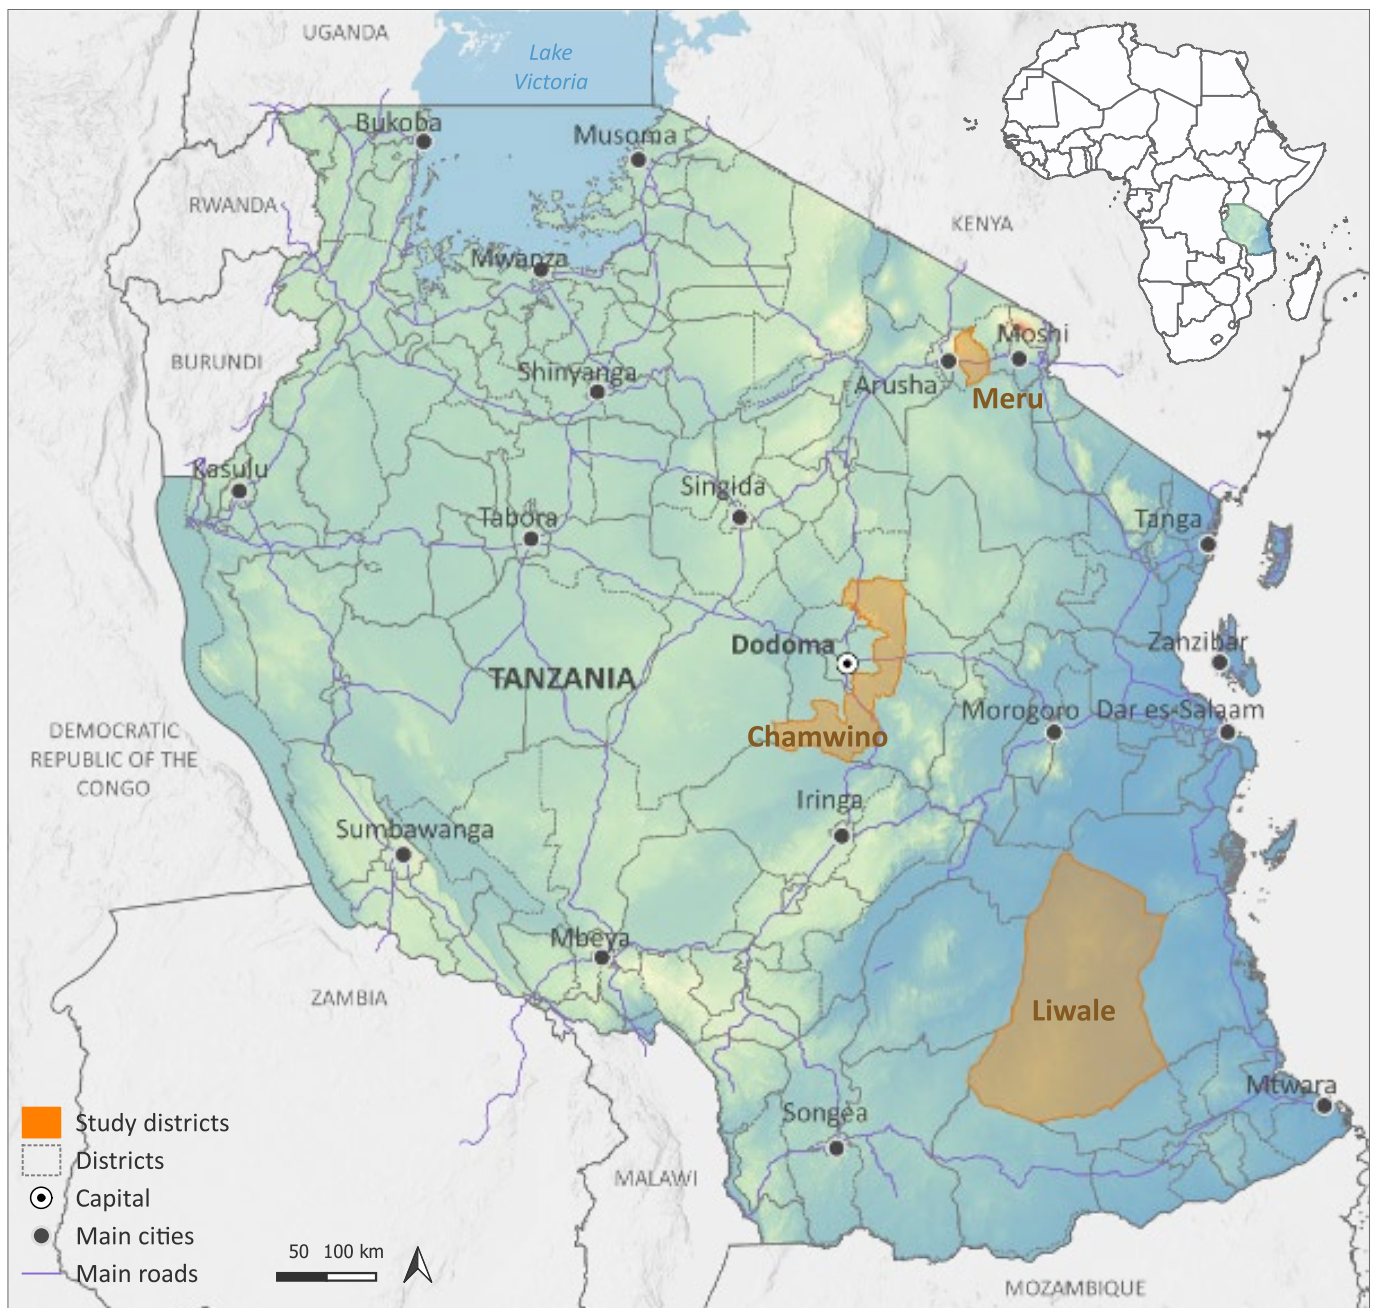 UGANDA
Lake
Victoria
Bukoba
Musoma
RWANDA
KENYA
Mwanza
Moshi
BURUNDI
Shinyanga
Arusha
Meru
Kasulu
Singida
Tabora
Tanga
Dodoma
Zanzibar
TANZANIA
Morogoro
Dar es-Salaam
DEMOCRATIC
REPUBLIC OF THE
CONGO
Chamwino
Iringa
Sumbawanga
Mbeya
ZAMBIA
Liwale
Mtwara
Songea
Study districts
Districts
MALAWI
Capital
Main cities
50 100 km
Main roads
MOZAMBIQUE